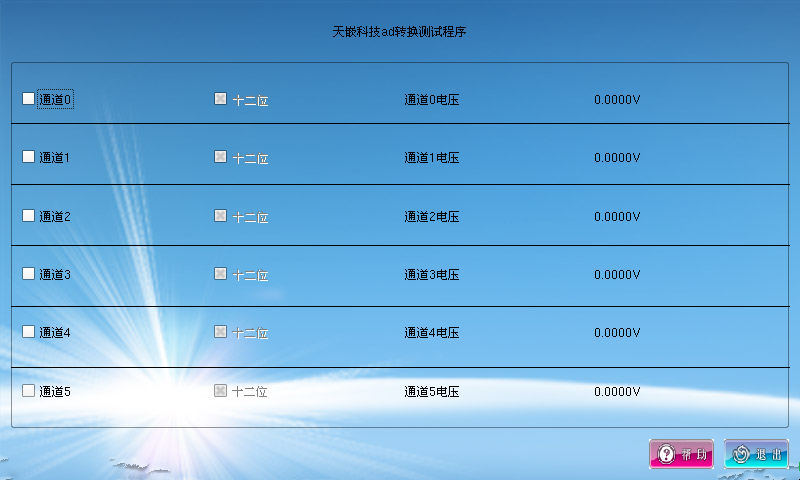 天嵌科技ad转换测试程序
通道0 十二位 通道0电压 0.0000V
通道1 十二位 通道1电压 0.0000V
通道2 十二位 通道2电压 0.0000V
通道3 十二位 通道3电压 0.0000V
通道4 十二位 通道4电压 0.0000V
通道5 十二位 通道5电压 0.0000V
帮助 退出